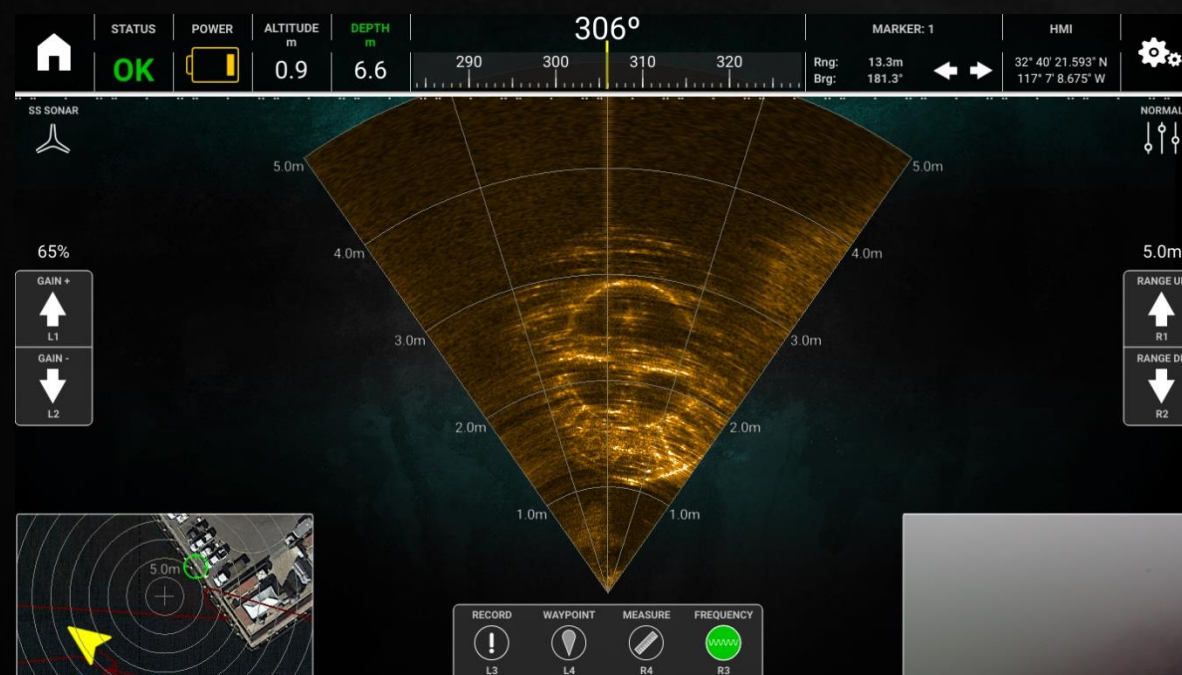 STATUS
OK
POWER
ALTITUDE
m
0.9
DEPTH
m
6.6
306º
290
300
310
320
MARKER: 1
Rng: 13.3m
Brg: 181.3°
HMI
32° 40' 21.593" N
117° 7' 8.675" W
SS SONAR
NORMAL
65%
GAIN +
L1
GAIN -
L2
5.0m
RANGE U
R1
RANGE D
R2
5.0m
5.0m
4.0m
4.0m
3.0m
3.0m
2.0m
2.0m
1.0m
1.0m
5.0m
RECORD
L3
WAYPOINT
L4
MEASURE
R4
FREQUENCY
R3